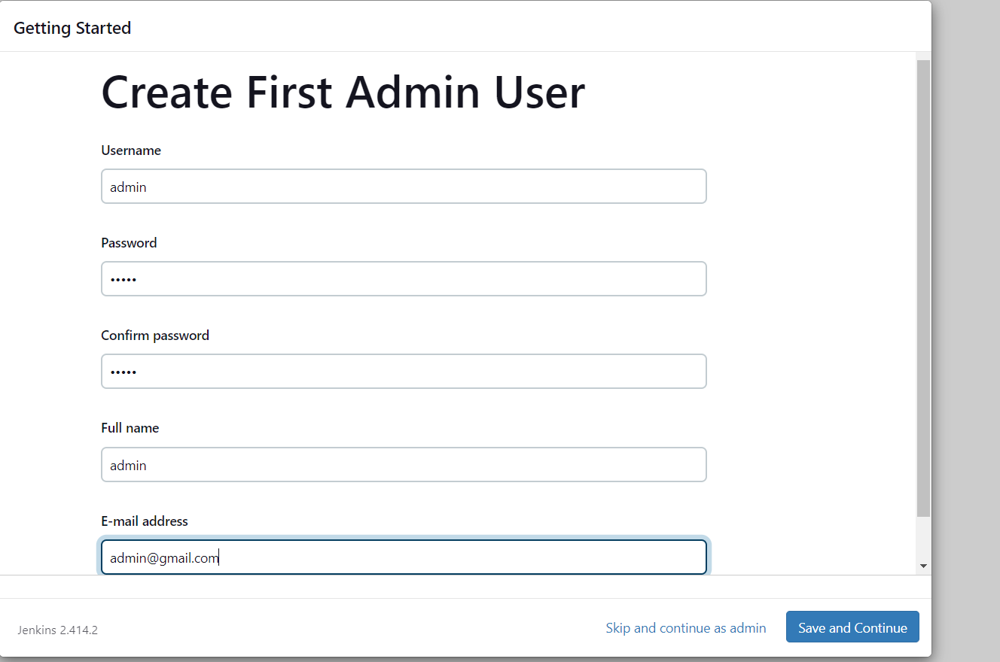 Getting Started
Create First Admin User
Username
admin
Password
•••••
Confirm password
•••••
Full name
admin
E-mail address
admin@gmail.com
Jenkins 2.414.2
Skip and continue as admin
Save and Continue